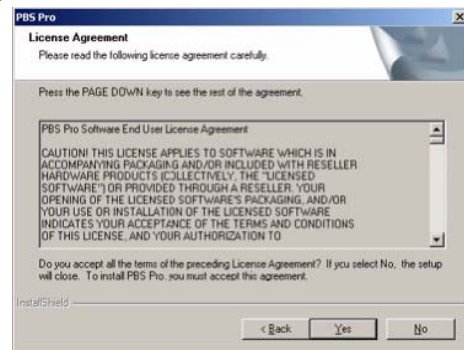 PBS Pro
License Agreement
Please read the following license agreement carefully.
Press the PAGE DOWN key to see the rest of the agreement.
PBS Pro Software End User License Agreement
CAUTION! THIS LICENSE APPLIES TO SOFTWARE WHICH IS IN
ACCOMPANYING PACKAGING AND/OR INCLUDED WITH RESELLER
HARDWARE PRODUCTS (COLLECTIVELY, THE "LICENSED
SOFTWARE") OR PROVIDED THROUGH A RESELLER. YOUR
OPENING OF THE LICENSED SOFTWARE'S PACKAGING, AND/OR
YOUR USE OR INSTALLATION OF THE LICENSED SOFTWARE
INDICATES YOUR ACCEPTANCE OF THE TERMS AND CONDITIONS
OF THIS LICENSE, AND YOUR AUTHORIZATION TO
Do you accept all the terms of the preceding License Agreement? If you select No, the setup
will close. To install PBS Pro, you must accept this agreement.
InstallShield
< Back Yes No